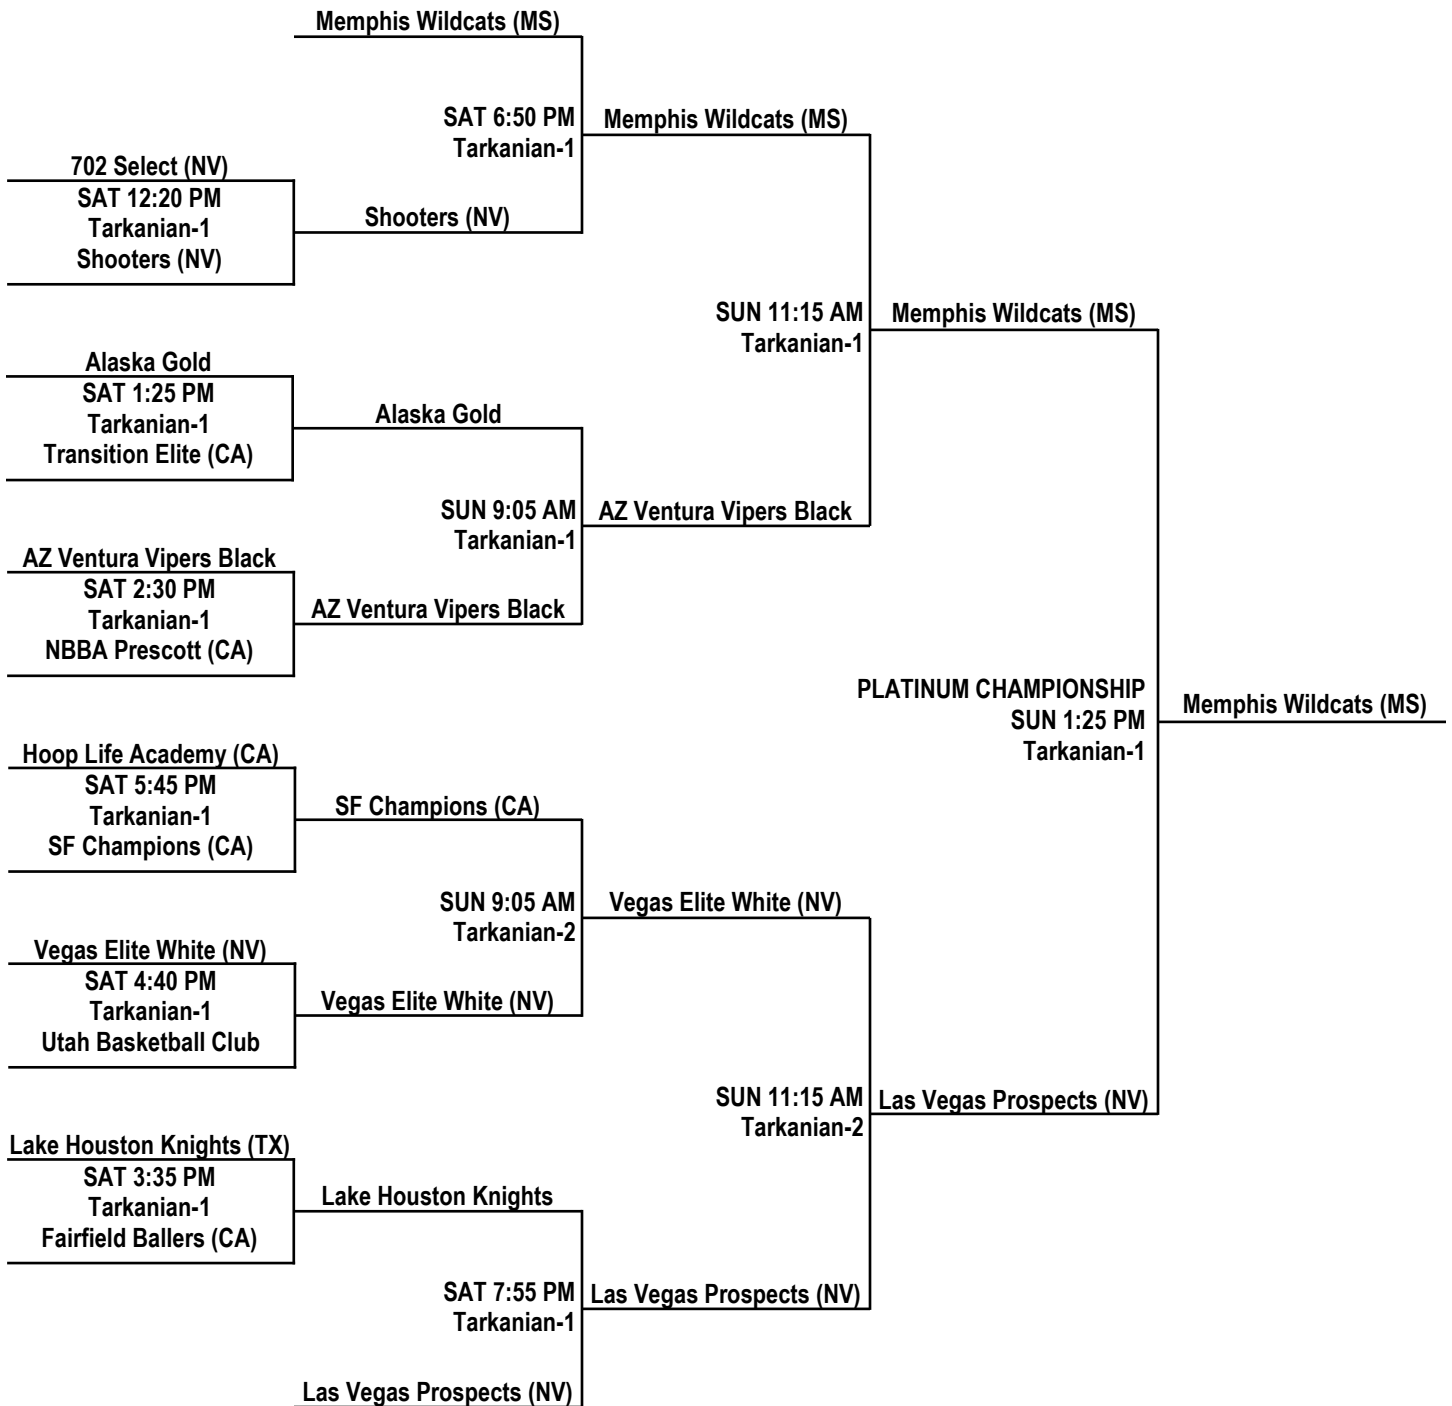 Memphis Wildcats (MS)
SAT 6:50 PM
Tarkanian-1
Memphis Wildcats (MS)
702 Select (NV)
SAT 12:20 PM
Tarkanian-1
Shooters (NV)
Shooters (NV)
SUN 11:15 AM
Tarkanian-1
Memphis Wildcats (MS)
Alaska Gold
SAT 1:25 PM
Tarkanian-1
Transition Elite (CA)
Alaska Gold
SUN 9:05 AM
Tarkanian-1
AZ Ventura Vipers Black
AZ Ventura Vipers Black
SAT 2:30 PM
Tarkanian-1
NBBA Prescott (CA)
AZ Ventura Vipers Black
PLATINUM CHAMPIONSHIP
SUN 1:25 PM
Tarkanian-1
Memphis Wildcats (MS)
Hoop Life Academy (CA)
SAT 5:45 PM
Tarkanian-1
SF Champions (CA)
SF Champions (CA)
SUN 9:05 AM
Tarkanian-2
Vegas Elite White (NV)
Vegas Elite White (NV)
SAT 4:40 PM
Tarkanian-1
Utah Basketball Club
Vegas Elite White (NV)
SUN 11:15 AM
Tarkanian-2
Las Vegas Prospects (NV)
Lake Houston Knights (TX)
SAT 3:35 PM
Tarkanian-1
Fairfield Ballers (CA)
Lake Houston Knights
SAT 7:55 PM
Tarkanian-1
Las Vegas Prospects (NV)
Las Vegas Prospects (NV)